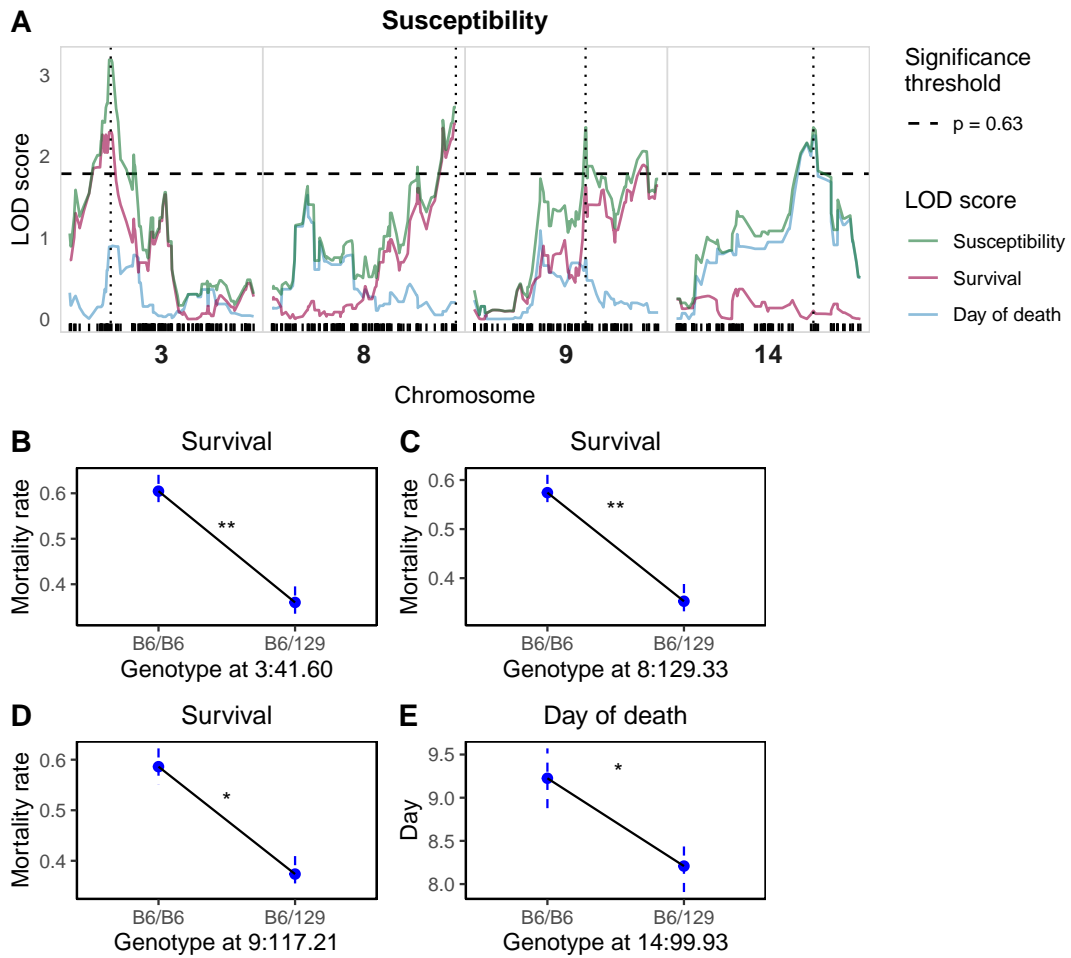 A
Susceptibility
3
2
1
0
LOD score
3
8
9
14
Chromosome
Significance
threshold
p = 0.63
LOD score
Susceptibility
Survival
Day of death
B
Survival
0.6
0.5
0.4
Mortality rate
B6/B6
B6/129
Genotype at 3:41.60
**
C
Survival
0.6
0.5
0.4
Mortality rate
B6/B6
B6/129
Genotype at 8:129.33
**
D
Survival
0.6
0.5
0.4
Mortality rate
B6/B6
B6/129
Genotype at 9:117.21
*
E
Day of death
9.5
9.0
8.5
8.0
Day
B6/B6
B6/129
Genotype at 14:99.93
*